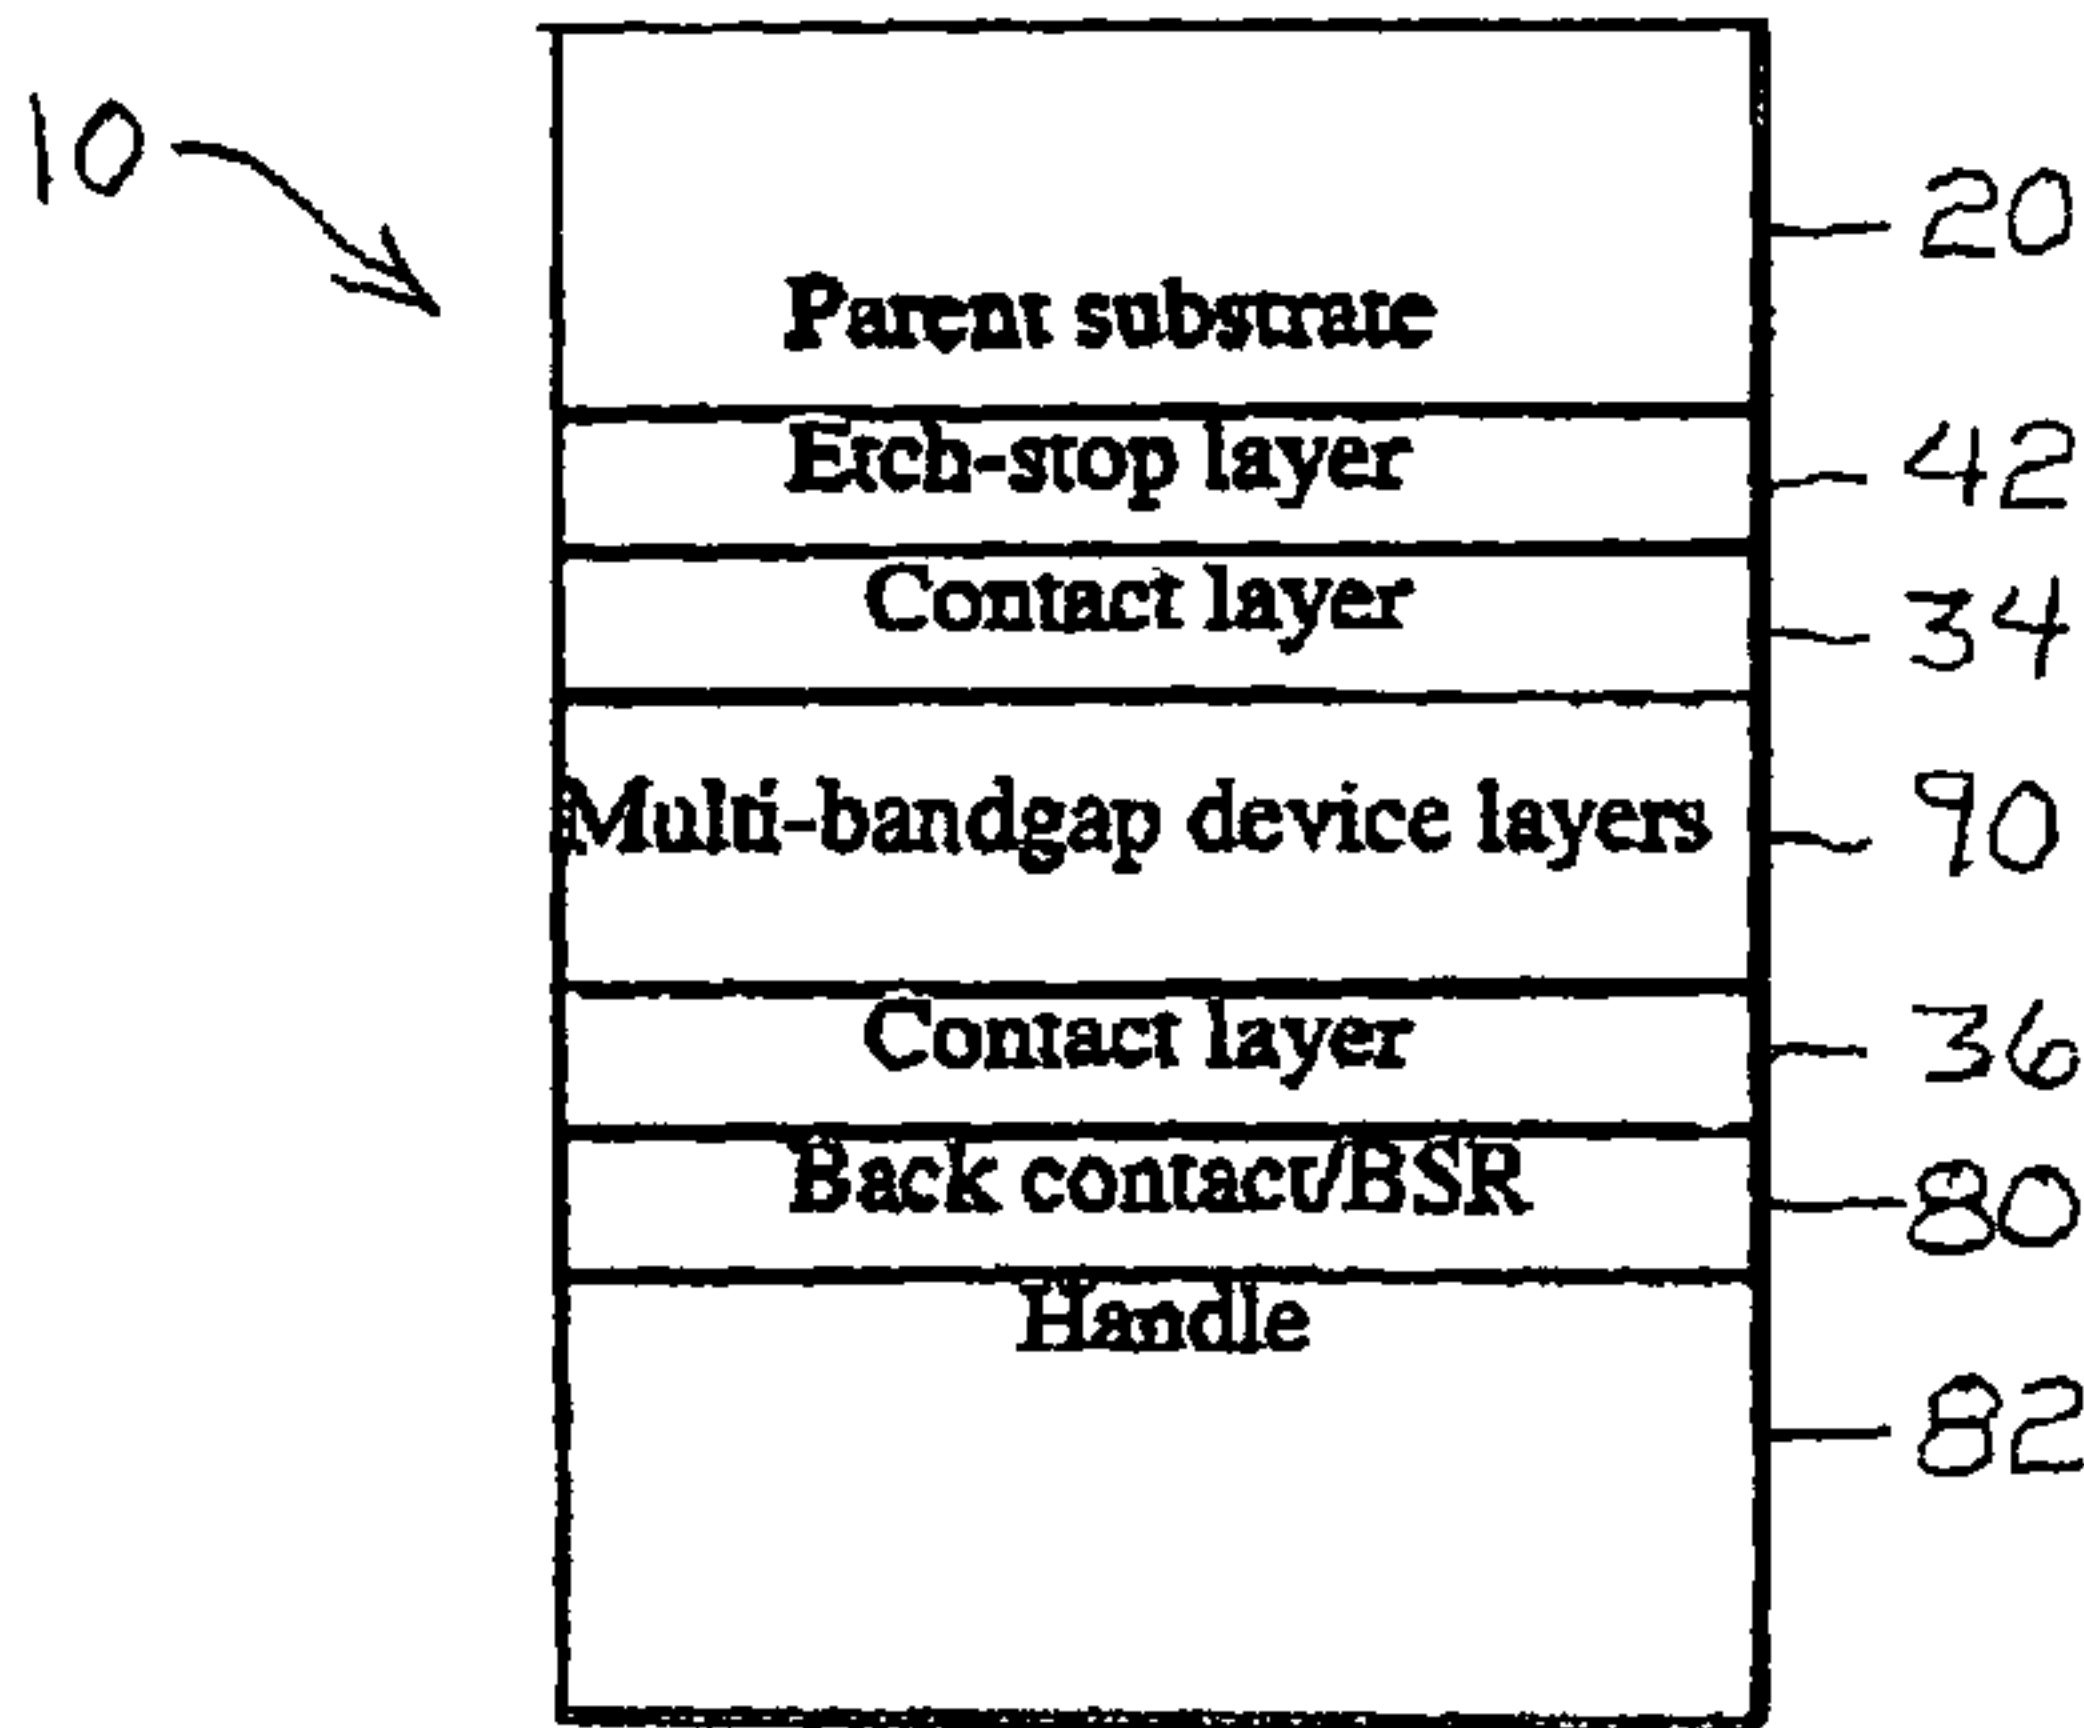 10
Parent substrate
20
Etch-stop layer
42
Contact layer
34
Multi-bandgap device layers
90
Contact layer
36
Back contact/BSR
80
Handle
82